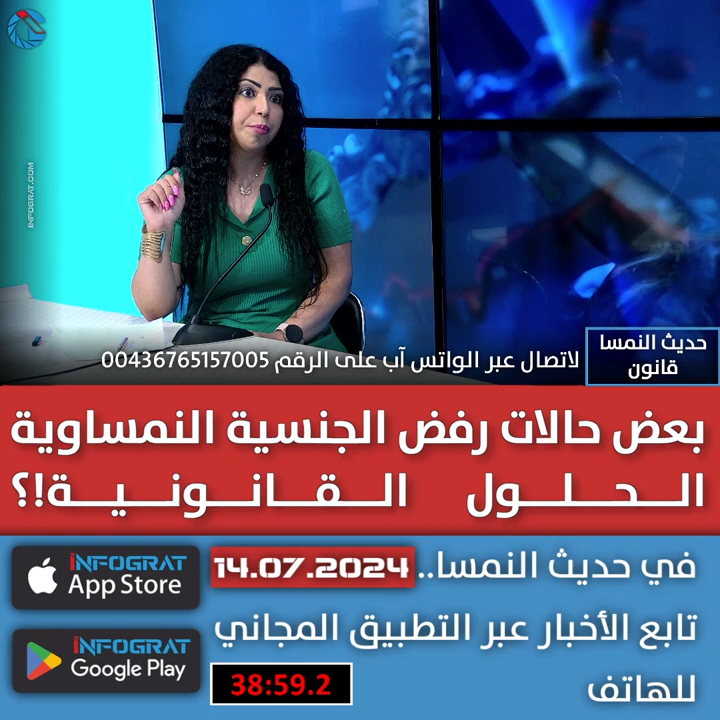 INFOGRAT.COM
حديث النمسا
قانون
لاتصال عبر الواتس آب على الرقم 00436765157005
بعض حالات رفض الجنسية النمساوية
الـحـلـول الـقـانـونـيـة!؟
في حديث النمسا.. 14.07.2024
تابع الأخبار عبر التطبيق المجاني
للهاتف
INFOGRAT
App Store
INFOGRAT
Google Play
38:59.2